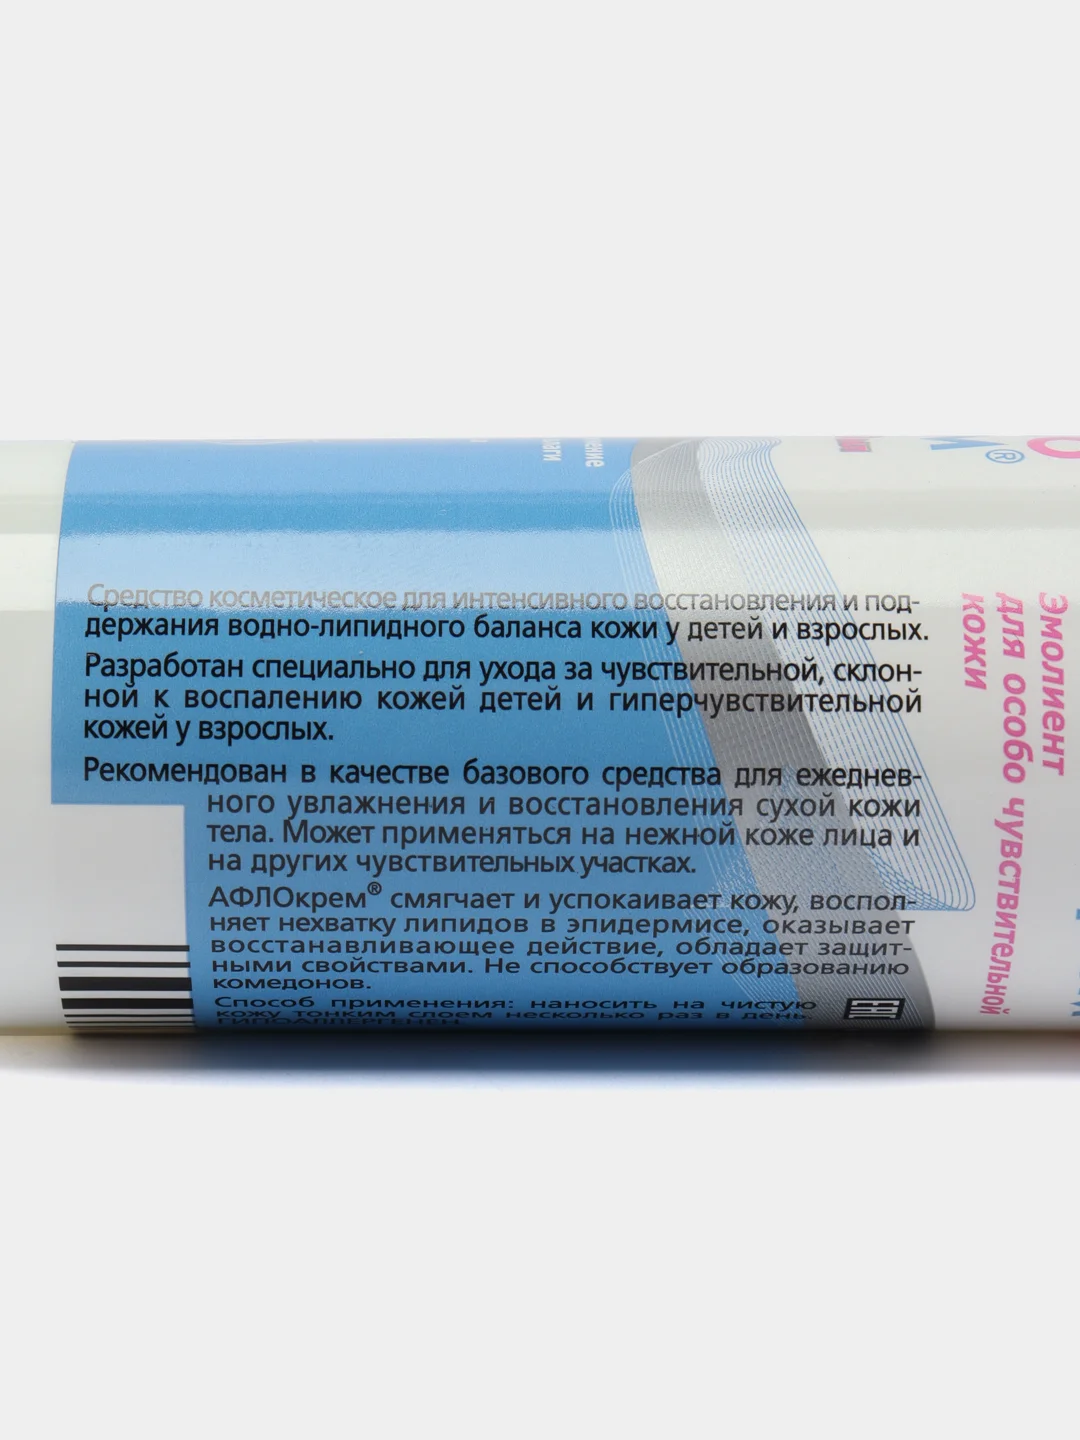 Средство косметическое для интенсивного восстановления и под-
держания водно-липидного баланса кожи у детей и взрослых.
Разработан специально для ухода за чувствительной, склон-
ной к воспалению кожей детей и гиперчувствительной
кожей у взрослых.
Рекомендован в качестве базового средства для ежеднев-
ного увлажнения и восстановления сухой кожи
тела. Может применяться на нежной коже лица и
на других чувствительных участках.
АФЛОкрем® смягчает и успокаивает кожу, воспол-
няет нехватку липидов в эпидермисе, оказывает
восстанавливающее действие, обладает защит-
ными свойствами. Не способствует образованию
комедонов.
Способ применения: наносить на чистую
кожу тонким слоем несколько раз в день.
ГИПОАЛЛЕРГЕНЕН.
EAC
Эмолиент
для особо чувствительной
кожи